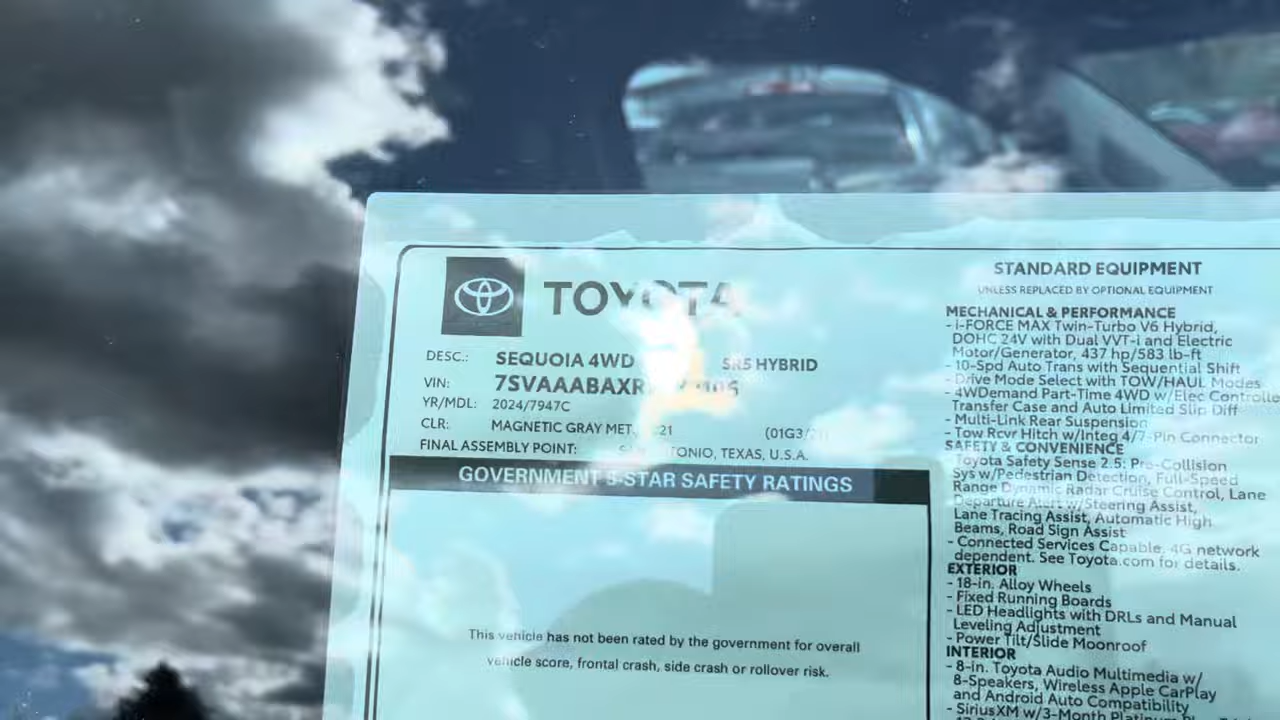 TOYOTA
DESC.: SEQUOIA 4WD SR5 HYBRID
VIN: 7SVAAABAXR
YR/MDL: 2024/7947C
CLR: MAGNETIC GRAY MET. 21 (01G3/
FINAL ASSEMBLY POINT: TONIO, TEXAS, U.S.A.
GOVERNMENT 5-STAR SAFETY RATINGS
This vehicle has not been rated by the government for overall
vehicle score, frontal crash, side crash or rollover risk.
STANDARD EQUIPMENT
UNLESS REPLACED BY OPTIONAL EQUIPMENT
MECHANICAL & PERFORMANCE
- i-FORCE MAX Twin-Turbo V6 Hybrid,
DOHC 24V with Dual VVT-i and Electric
Motor/Generator, 437 hp/583 lb-ft
- 10-Spd Auto Trans with Sequential Shift
- Drive Mode Select with TOW/HAUL Modes
- 4WDemand Part-Time 4WD w/Elec Controlle
Transfer Case and Auto Limited Slip Diff
- Multi-Link Rear Suspension
- Tow Rcvr Hitch w/Integ 4/7-Pin Connector
SAFETY & CONVENIENCE
- Toyota Safety Sense 2.5: Pre-Collision
Sys w/Pedestrian Detection, Full-Speed
Range Dynamic Radar Cruise Control, Lane
Departure Alert w/Steering Assist,
Lane Tracing Assist, Automatic High
Beams, Road Sign Assist
- Connected Services Capable, 4G network
dependent. See Toyota.com for details.
EXTERIOR
- 18-in. Alloy Wheels
- Fixed Running Boards
- LED Headlights with DRLs and Manual
Leveling Adjustment
- Power Tilt/Slide Moonroof
INTERIOR
- 8-in. Toyota Audio Multimedia w/
8-Speakers, Wireless Apple CarPlay
and Android Auto Compatibility
- SiriusXM w/3-Month Platinum